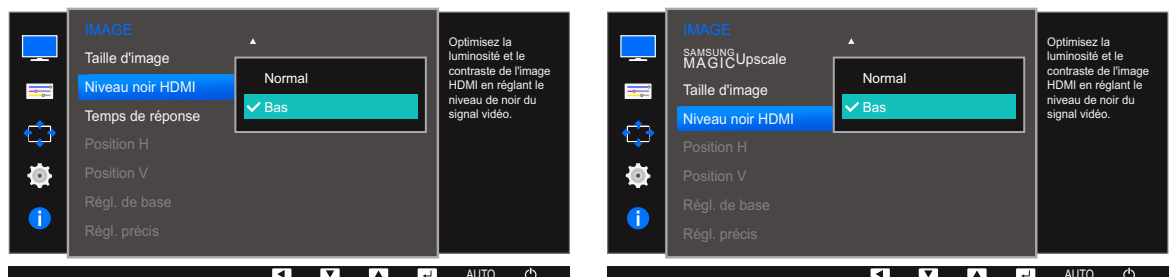 IMAGE
Taille d'image
Niveau noir HDMI
Temps de réponse
Position H
Position V
Régl. de base
Régl. précis
Normal
Bas
Optimisez la
luminosité et le
contraste de l'image
HDMI en réglant le
niveau de noir du
signal vidéo.
AUTO
IMAGE
SAMSUNG
MAGICUpscale
Taille d'image
Niveau noir HDMI
Position H
Position V
Régl. de base
Régl. précis
Normal
Bas
Optimisez la
luminosité et le
contraste de l'image
HDMI en réglant le
niveau de noir du
signal vidéo.
AUTO